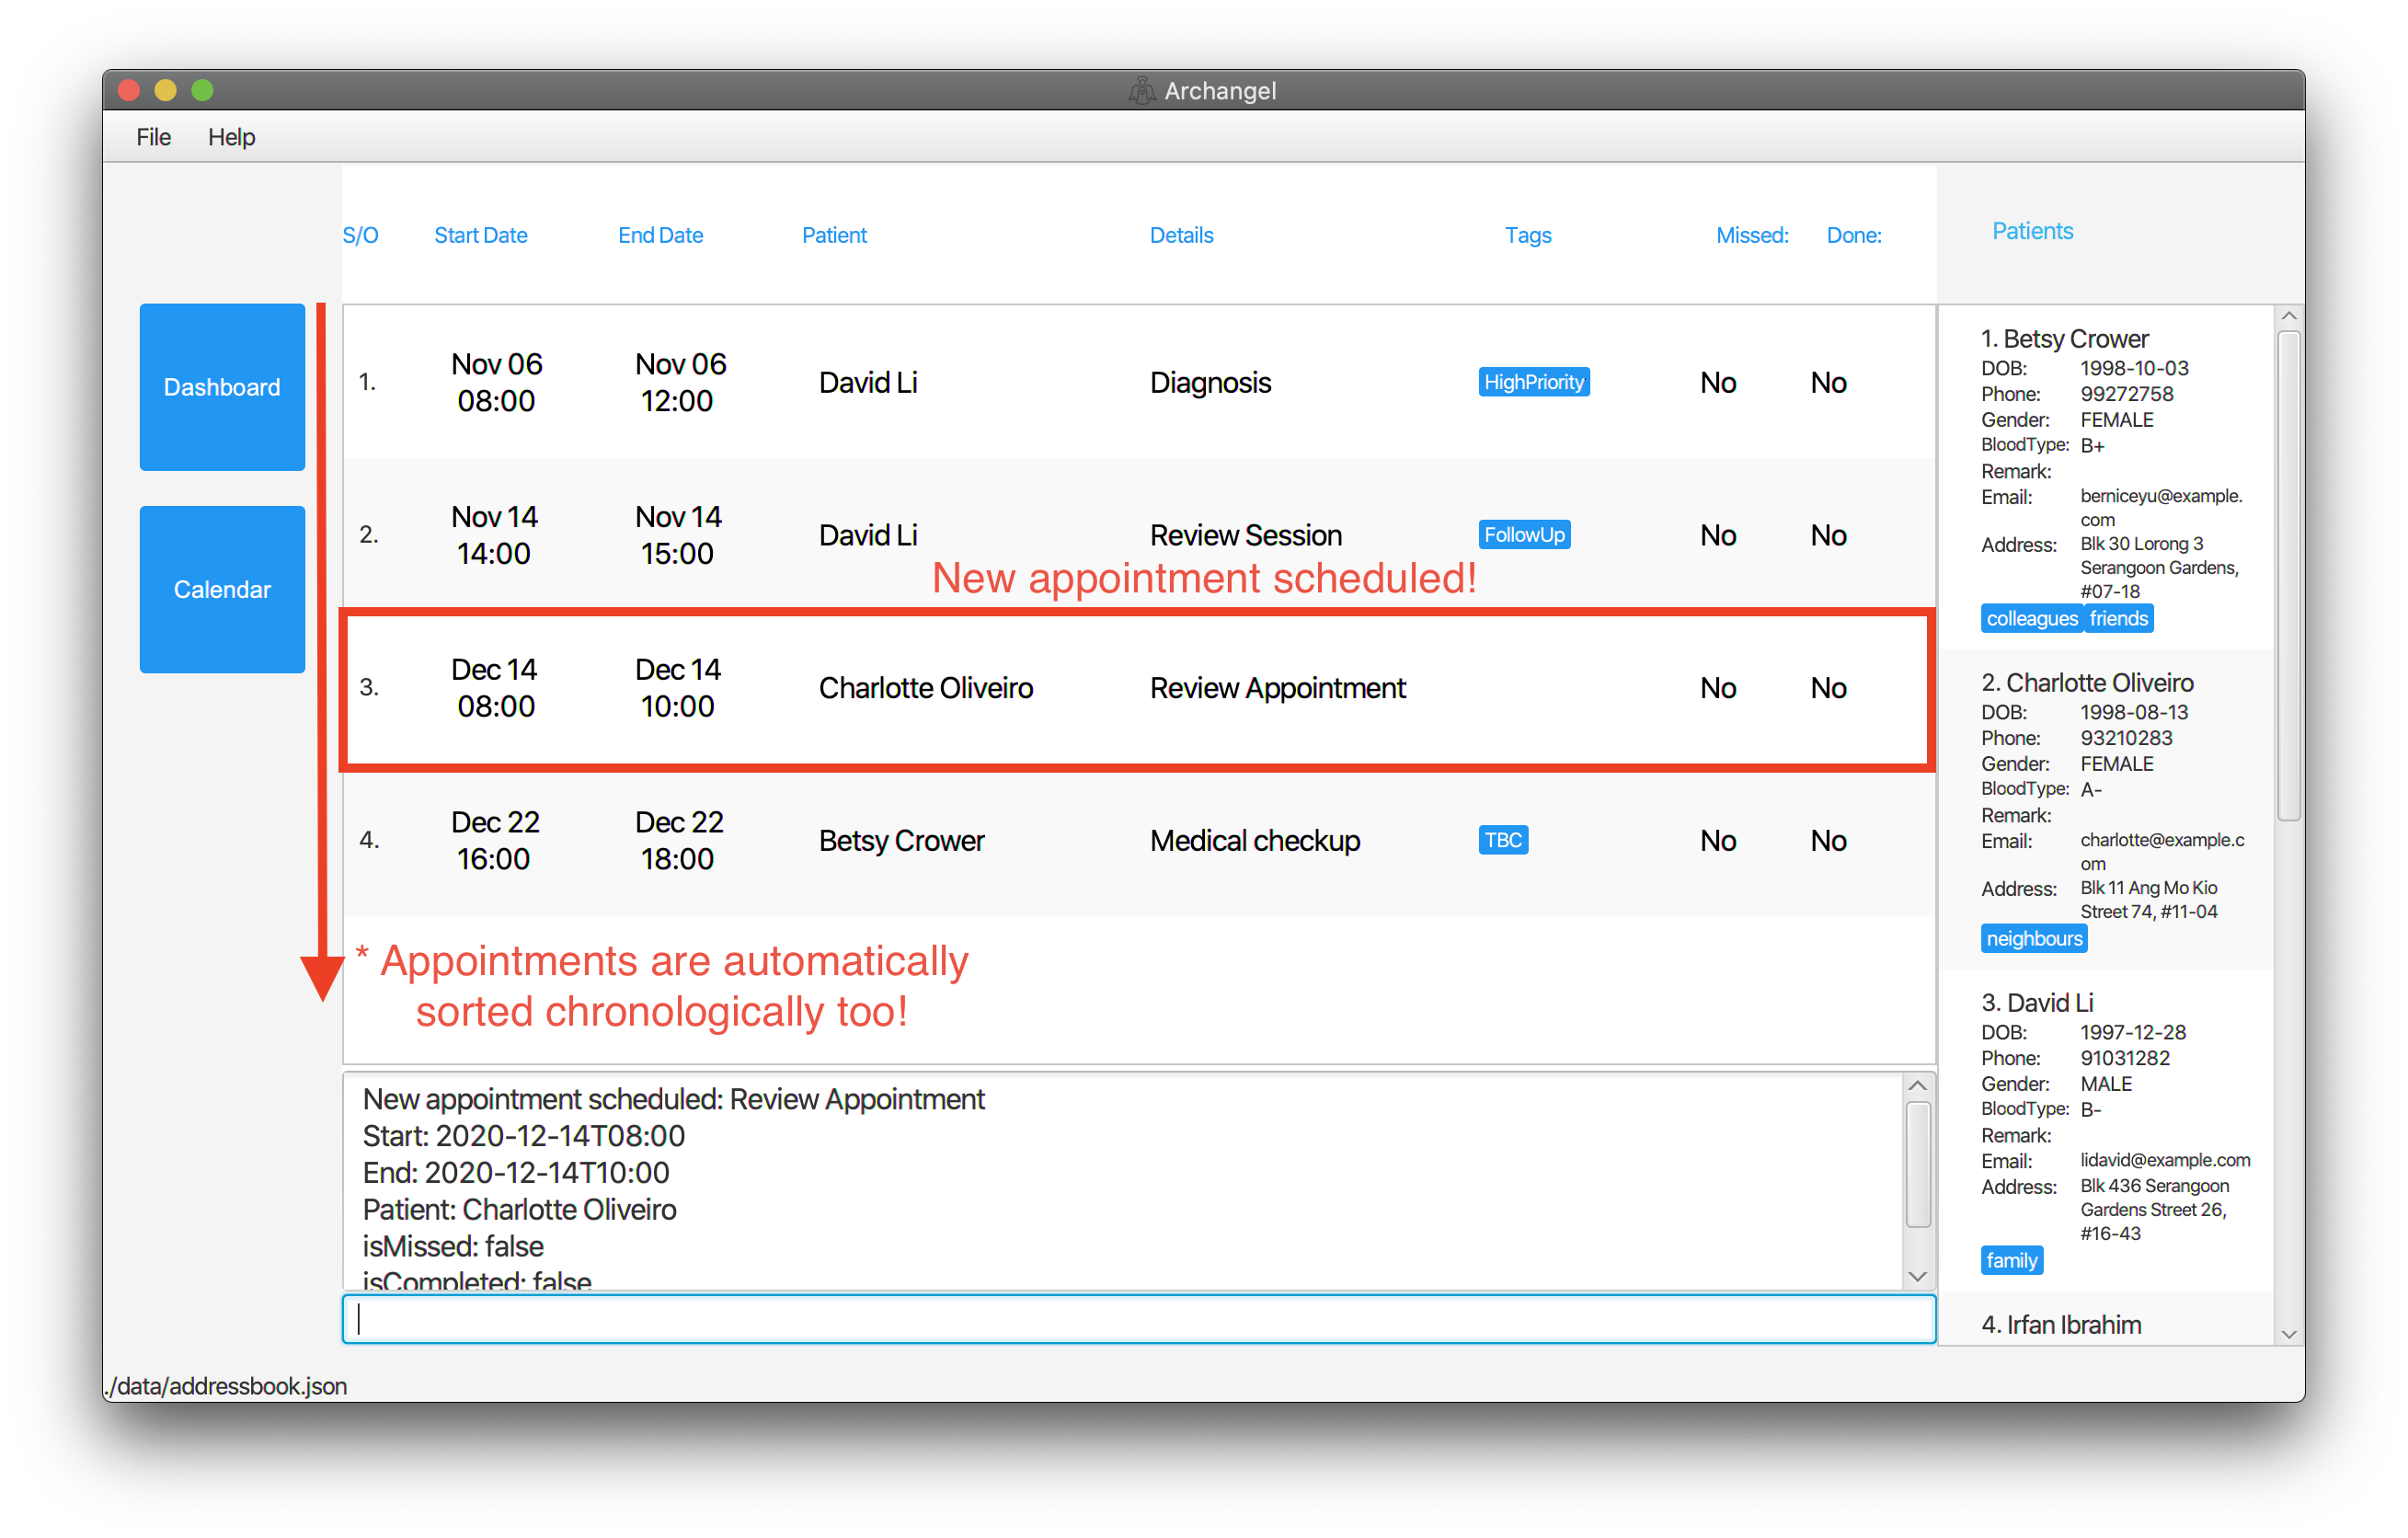 Archangel
File Help
S/O Start Date End Date Patient Details Tags Missed: Done:
Patients
Dashboard
Calendar
1. Nov 06 08:00 Nov 06 12:00 David Li Diagnosis HighPriority No No
2. Nov 14 14:00 Nov 14 15:00 David Li Review Session FollowUp No No
New appointment scheduled!
3. Dec 14 08:00 Dec 14 10:00 Charlotte Oliveiro Review Appointment No No
4. Dec 22 16:00 Dec 22 18:00 Betsy Crower Medical checkup TBC No No
* Appointments are automatically
sorted chronologically too!
New appointment scheduled: Review Appointment
Start: 2020-12-14T08:00
End: 2020-12-14T10:00
Patient: Charlotte Oliveiro
isMissed: false
isCompleted: false
1. Betsy Crower
DOB: 1998-10-03
Phone: 99272758
Gender: FEMALE
BloodType: B+
Remark:
Email: berniceyu@example.
com
Address: Blk 30 Lorong 3
Serangoon Gardens,
#07-18
colleagues friends
2. Charlotte Oliveiro
DOB: 1998-08-13
Phone: 93210283
Gender: FEMALE
BloodType: A-
Remark:
Email: charlotte@example.c
om
Address: Blk 11 Ang Mo Kio
Street 74, #11-04
neighbours
3. David Li
DOB: 1997-12-28
Phone: 91031282
Gender: MALE
BloodType: B-
Remark:
Email: lidavid@example.com
Address: Blk 436 Serangoon
Gardens Street 26,
#16-43
family
4. Irfan Ibrahim
./data/addressbook.json